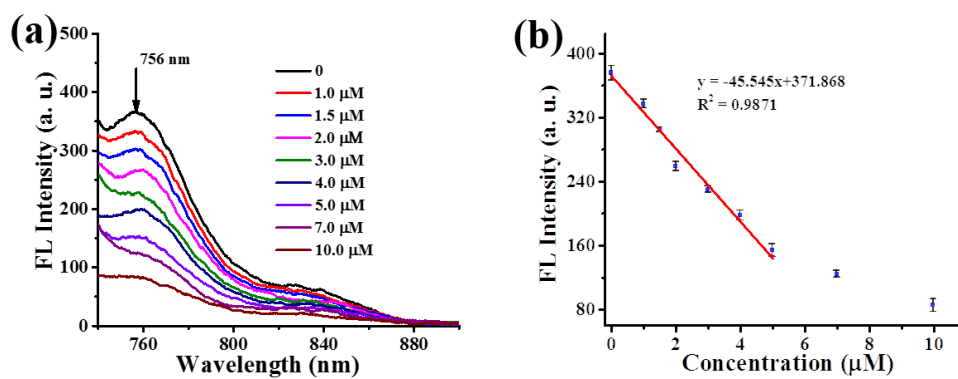 (a)
500
400
300
200
100
0
FL Intensity (a. u.)
756 nm
0
1.0 μM
1.5 μM
2.0 μM
3.0 μM
4.0 μM
5.0 μM
7.0 μM
10.0 μM
760 800 840 880
Wavelength (nm)
(b)
400
320
240
160
80
FL Intensity (a. u.)
y = -45.545x+371.868
R² = 0.9871
0 2 4 6 8 10
Concentration (μM)